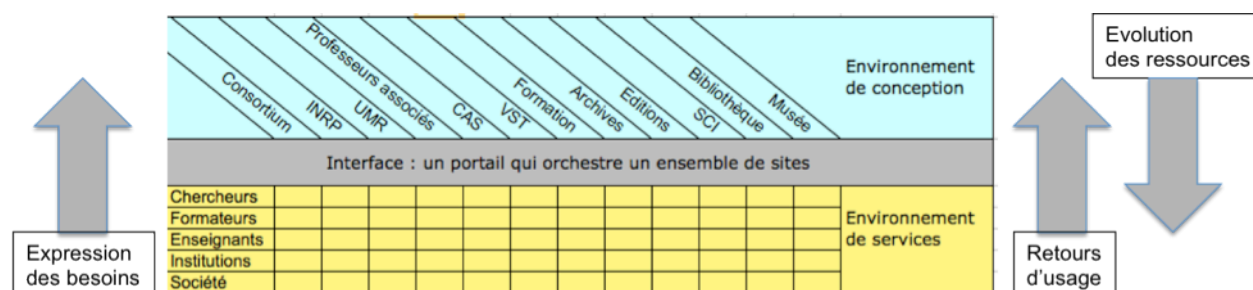 Consortium
INRP
UMR
Professeurs associés
CAS
VST
Formation
Archives
Editions
SCI
Bibliothèque
Musée
Environnement
de conception
Evolution
des ressources
Interface : un portail qui orchestre un ensemble de sites
Chercheurs
Formateurs
Enseignants
Institutions
Société
Environnement
de services
Expression
des besoins
Retours
d'usage